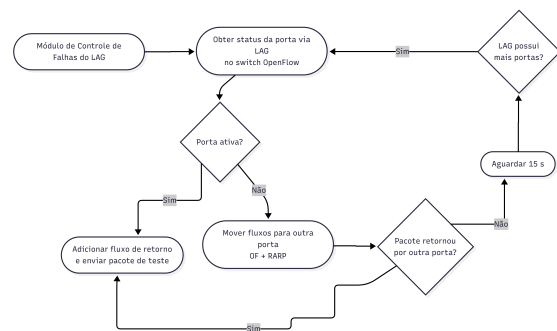 Módulo de Controle de
Falhas do LAG
Obter status da porta via
LAG
no switch OpenFlow
Sim
LAG possui
mais portas?
Porta ativa?
Aguardar 15 s
Sim
Não
Não
Adicionar fluxo de retorno
e enviar pacote de teste
Mover fluxos para outra
porta
OF + RARP
Pacote retornou
por outra porta?
Sim